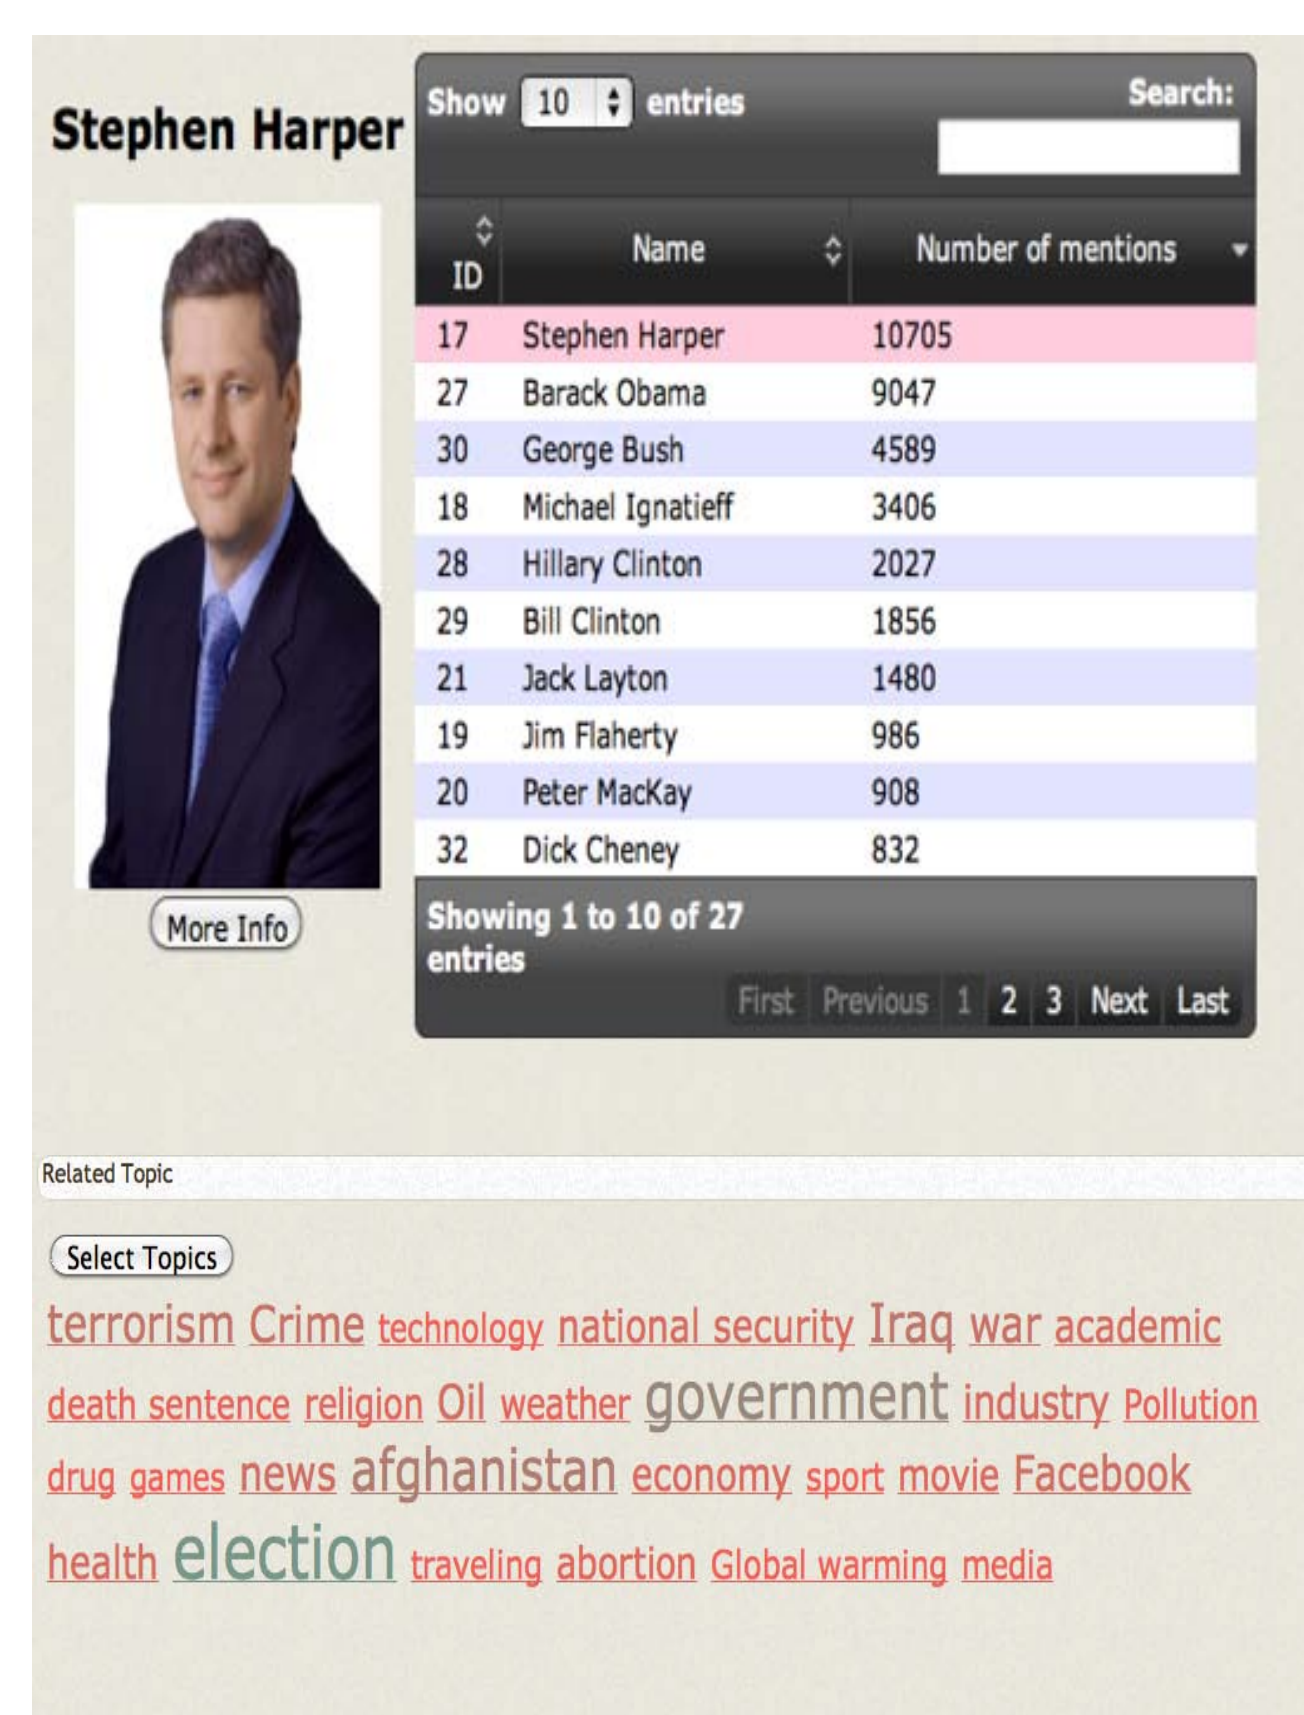 Stephen Harper
More Info
Show 10 entries
Search:
ID Name Number of mentions
17 Stephen Harper 10705
27 Barack Obama 9047
30 George Bush 4589
18 Michael Ignatieff 3406
28 Hillary Clinton 2027
29 Bill Clinton 1856
21 Jack Layton 1480
19 Jim Flaherty 986
20 Peter MacKay 908
32 Dick Cheney 832
Showing 1 to 10 of 27
entries
First Previous 1 2 3 Next Last
Related Topic
Select Topics
terrorism Crime technology national security Iraq war academic
death sentence religion Oil weather government industry Pollution
drug games news afghanistan economy sport movie Facebook
health election traveling abortion Global warming media